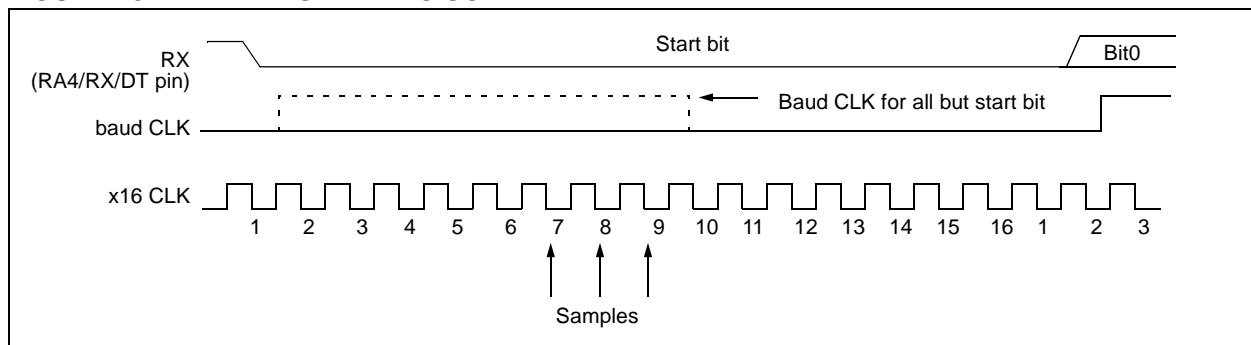 RX
(RA4/RX/DT pin)
Start bit
Bit0
Baud CLK for all but start bit
baud CLK
x16 CLK
1 2 3 4 5 6 7 8 9 10 11 12 13 14 15 16 1 2 3
Samples